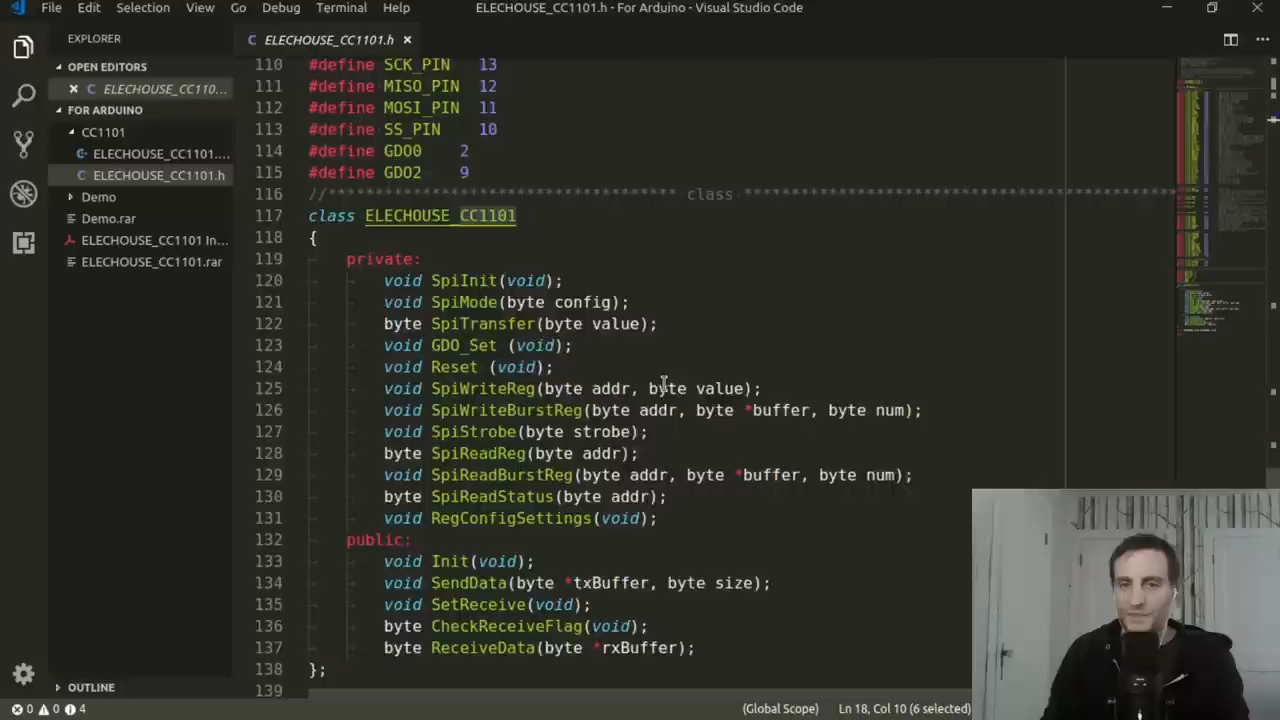 File Edit Selection View Go Debug Terminal Help ELECHOUSE_CC1101.h - For Arduino - Visual Studio Code
EXPLORER
OPEN EDITORS
ELECHOUSE_CC110...
FOR ARDUINO
CC1101
ELECHOUSE_CC1101....
ELECHOUSE_CC1101.h
Demo
Demo.rar
ELECHOUSE_CC1101 In...
ELECHOUSE_CC1101.rar
OUTLINE
ELECHOUSE_CC1101.h
110 #define SCK_PIN 13
111 #define MISO_PIN 12
112 #define MOSI_PIN 11
113 #define SS_PIN 10
114 #define GDO0 2
115 #define GDO2 9
116 //************************************* class **********************************************
117 class ELECHOUSE_CC1101
118 {
119 private:
120 void SpiInit(void);
121 void SpiMode(byte config);
122 byte SpiTransfer(byte value);
123 void GDO_Set (void);
124 void Reset (void);
125 void SpiWriteReg(byte addr, byte value);
126 void SpiWriteBurstReg(byte addr, byte *buffer, byte num);
127 void SpiStrobe(byte strobe);
128 byte SpiReadReg(byte addr);
129 void SpiReadBurstReg(byte addr, byte *buffer, byte num);
130 byte SpiReadStatus(byte addr);
131 void RegConfigSettings(void);
132 public:
133 void Init(void);
134 void SendData(byte *txBuffer, byte size);
135 void SetReceive(void);
136 byte CheckReceiveFlag(void);
137 byte ReceiveData(byte *rxBuffer);
138 };
139
0 0 4 (Global Scope) Ln 18, Col 10 (6 selected)